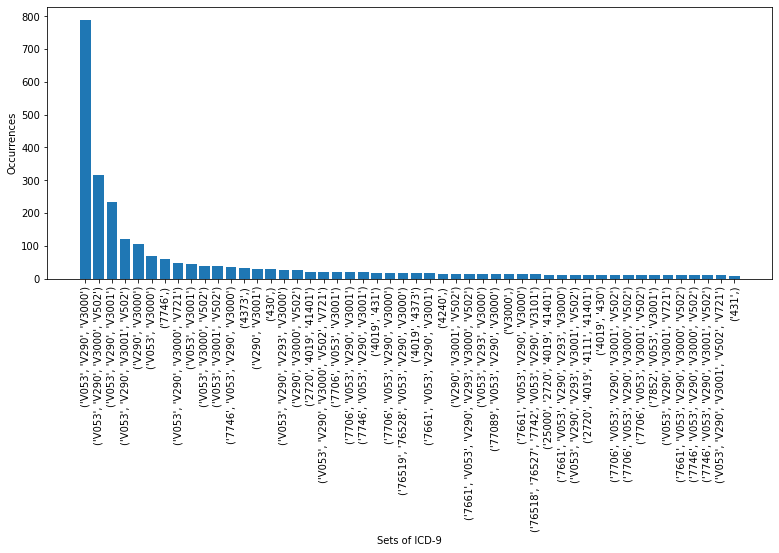 800
700
600
500
400
300
200
100
0
Occurrences
('V053', 'V290', 'V3000')
('V053', 'V290', 'V3000', 'V502')
('V053', 'V290', 'V3001')
('V053', 'V290', 'V3001', 'V502')
('V290', 'V3000')
('V053', 'V3000')
('7746',)
('V053', 'V290', 'V3000', 'V721')
('V053', 'V3001')
('V053', 'V3000', 'V502')
('V053', 'V3001', 'V502')
('7746', 'V053', 'V290', 'V3000')
('4373',)
('V290', 'V3001')
('430',)
('V053', 'V290', 'V293', 'V3000')
('V290', 'V3000', 'V502')
('2720', '4019', '41401')
('V053', 'V290', 'V3000', 'V502', 'V721')
('7706', 'V053', 'V3001')
('7706', 'V053', 'V290', 'V3001')
('7746', 'V053', 'V290', 'V3001')
('4019', '431')
('7706', 'V053', 'V290', 'V3000')
('76519', '76528', 'V053', 'V290', 'V3000')
('4019', '4373')
('7661', 'V053', 'V290', 'V3001')
('4240',)
('V290', 'V3001', 'V502')
('7661', 'V053', 'V290', 'V293', 'V3000', 'V502')
('V053', 'V293', 'V3000')
('77089', 'V053', 'V290', 'V3000')
('V3000',)
('7661', 'V053', 'V290', 'V3000')
('76518', '76527', '7742', 'V053', 'V290', 'V3101')
('25000', '2720', '4019', '41401')
('7661', 'V053', 'V290', 'V293', 'V3000')
('V053', 'V290', 'V293', 'V3001', 'V502')
('2720', '4019', '4111', '41401')
('4019', '430')
('7706', 'V053', 'V290', 'V3001', 'V502')
('7706', 'V053', 'V290', 'V3000', 'V502')
('7706', 'V053', 'V3001', 'V502')
('7852', 'V053', 'V3001')
('V053', 'V290', 'V3001', 'V721')
('7661', 'V053', 'V290', 'V3000', 'V502')
('7746', 'V053', 'V290', 'V3000', 'V502')
('7746', 'V053', 'V290', 'V3001', 'V502')
('V053', 'V290', 'V3001', 'V502', 'V721')
('431',)
Sets of ICD-9